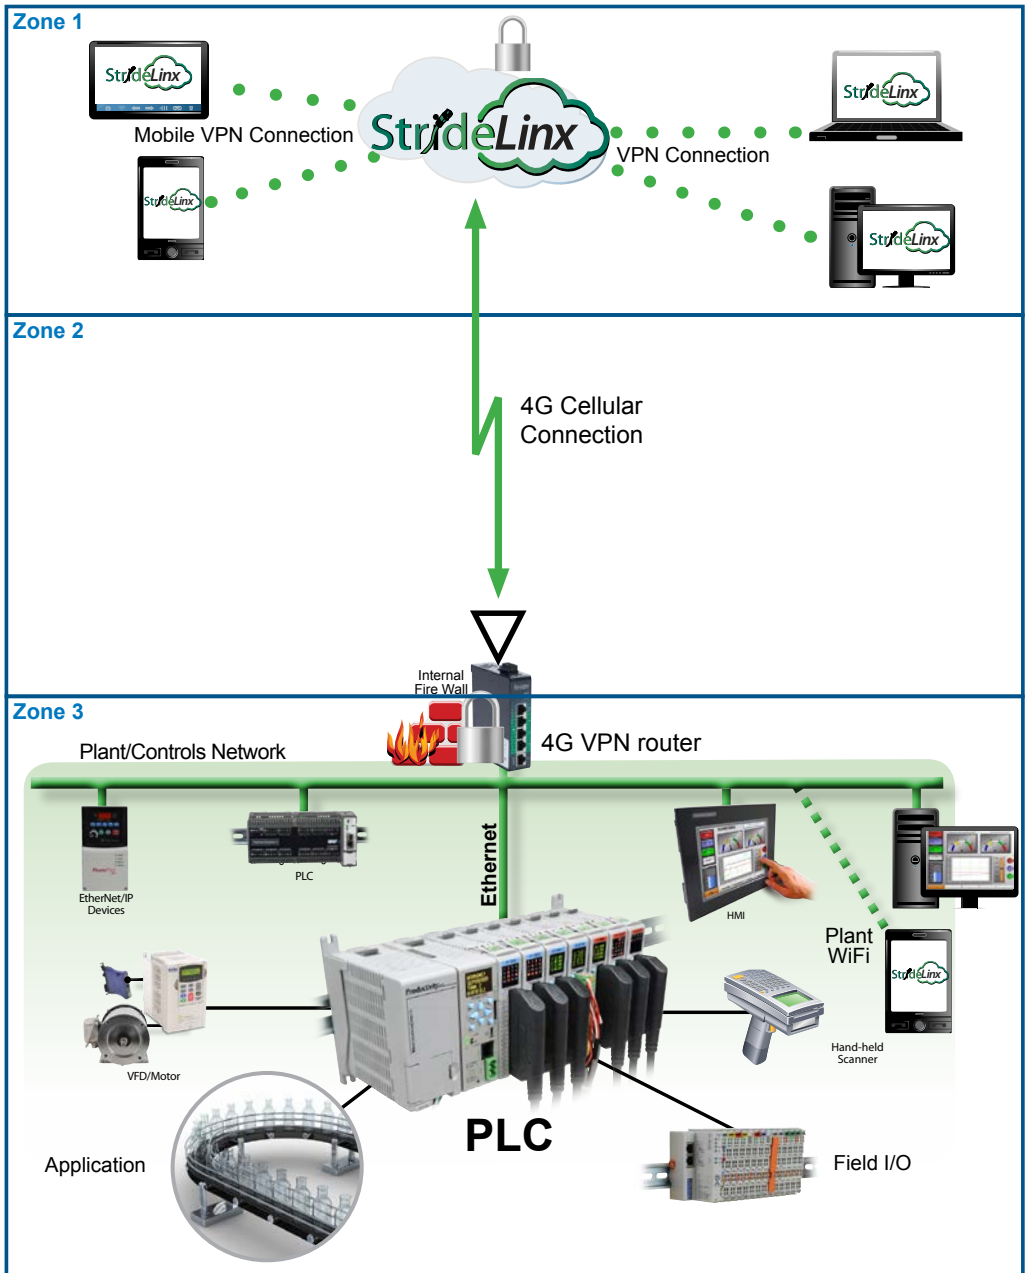 Zone 1
StrideLinx
StrideLinx
StrideLinx
Mobile VPN Connection
VPN Connection
StrideLinx
StrideLinx
Zone 2
4G Cellular
Connection
Internal
Fire Wall
Zone 3
4G VPN router
Plant/Controls Network
Ethernet
EtherNet/IP
Devices
PLC
HMI
Plant
WiFi
StrideLinx
Productivity
VFD/Motor
Hand-held
Scanner
PLC
Application
Field I/O